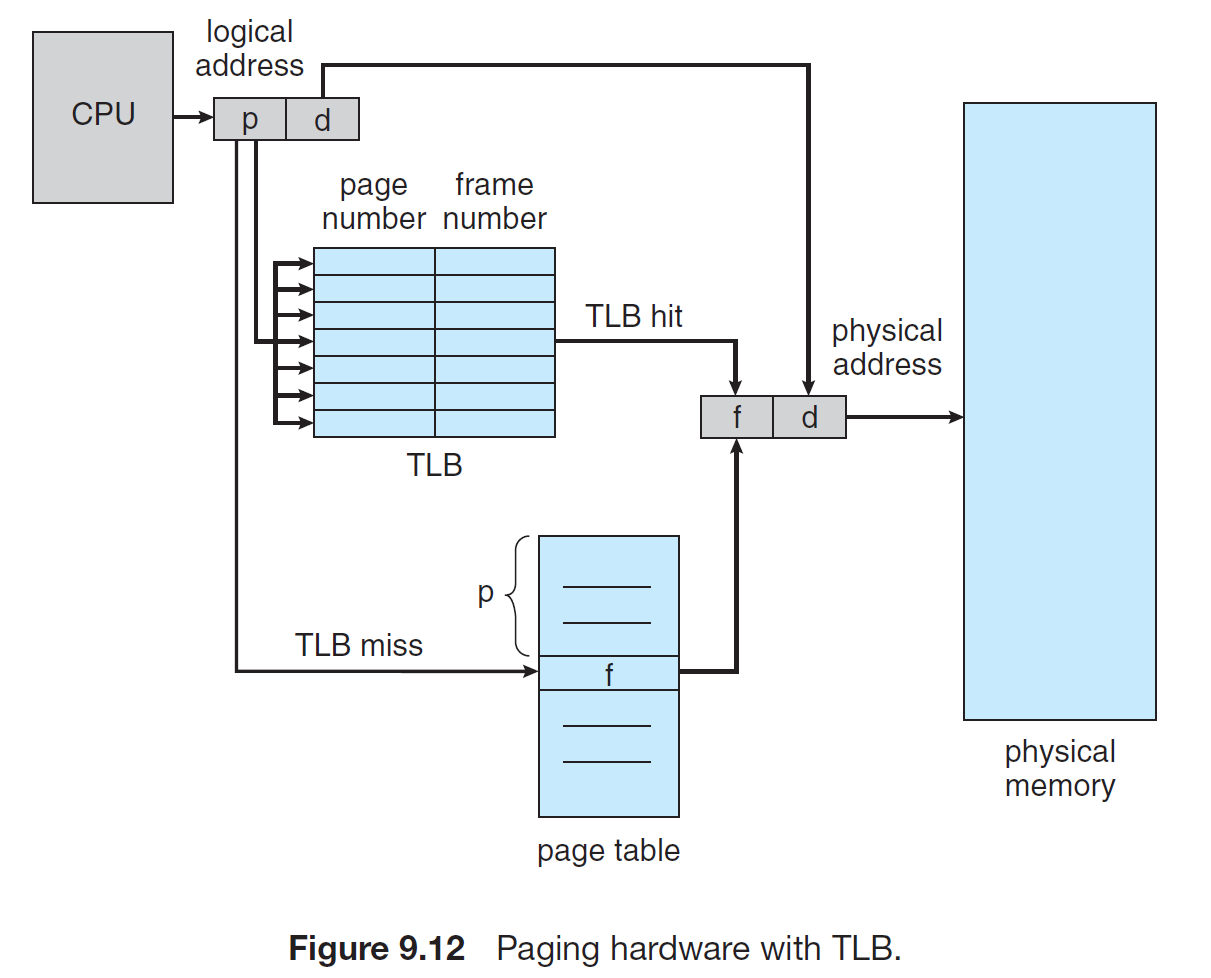 logical
address
CPU
p
d
page
number
frame
number
TLB hit
physical
address
f
d
TLB
p
TLB miss
f
physical
memory
page table
Figure 9.12 Paging hardware with TLB.